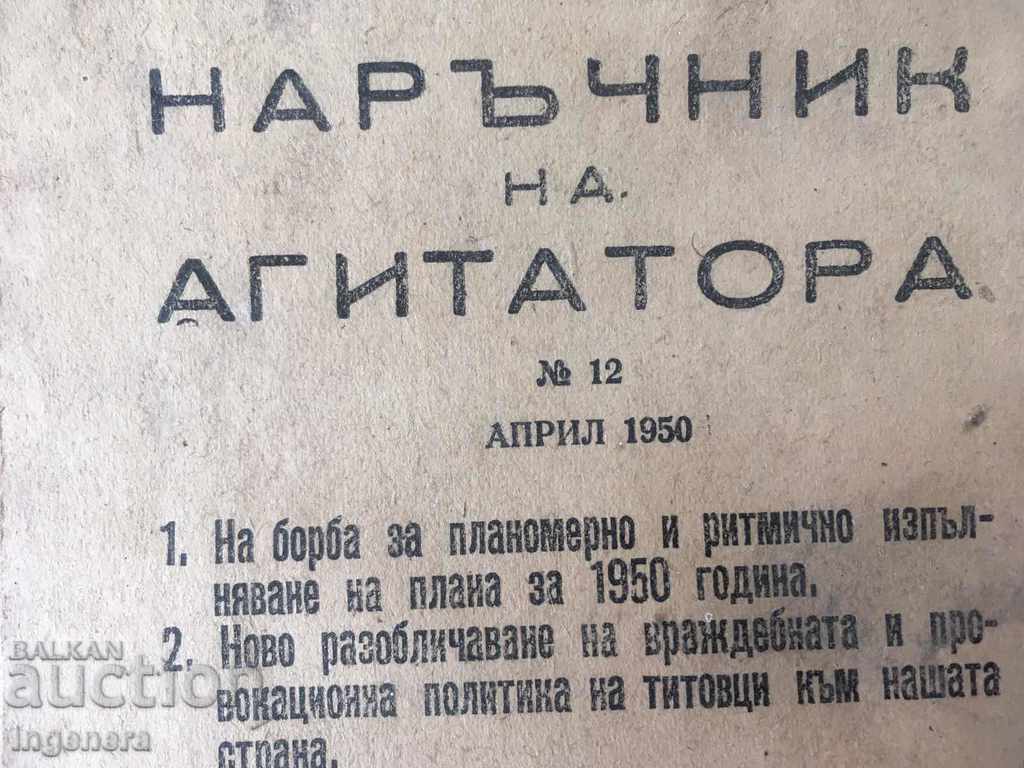 НАРЪЧНИК
НА
АГИТАТОРА
№ 12
АПРИЛ 1950
1. На борба за планомерно и ритмично изпъл-
няване на плана за 1950 година.
2. Ново разобличаване на враждебната и про-
вокационна политика на титовци към нашата
страна.
BALKAN
auction
Ingenera